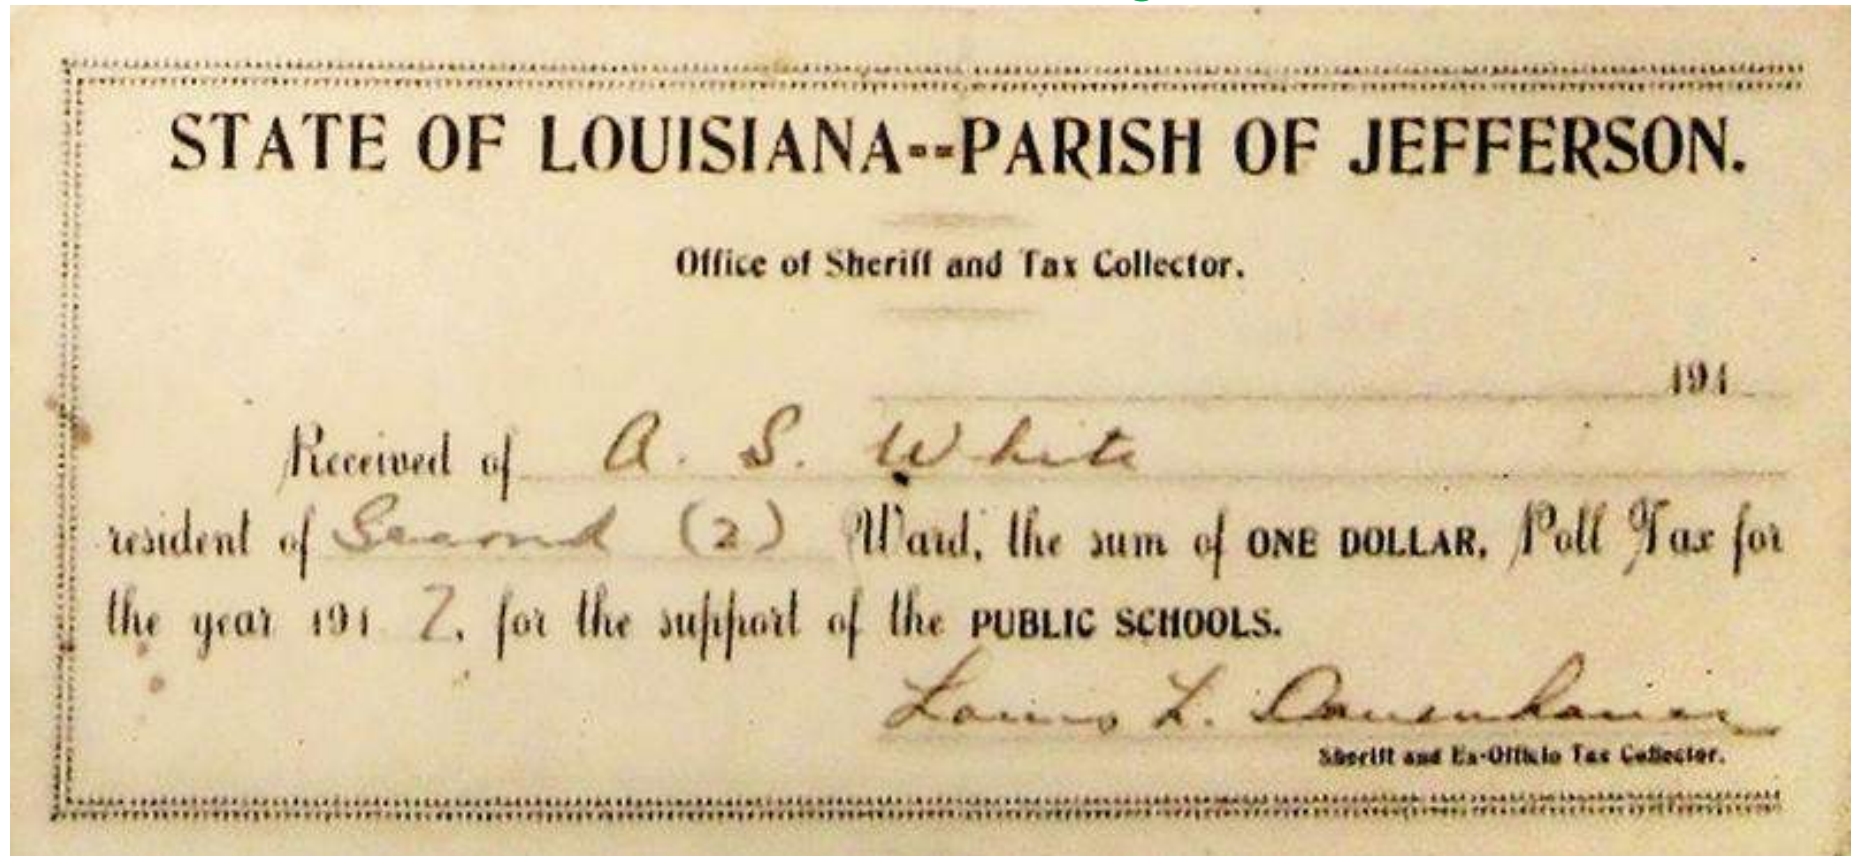 STATE OF LOUISIANA--PARISH OF JEFFERSON.
Office of Sheriff and Tax Collector.
191
Received of A. S. White
resident of Second (2) Ward, the sum of ONE DOLLAR, Poll Tax for
the year 191 7, for the support of the PUBLIC SCHOOLS.
Louis L.
Sheriff and Ex-Officio Tax Collector.